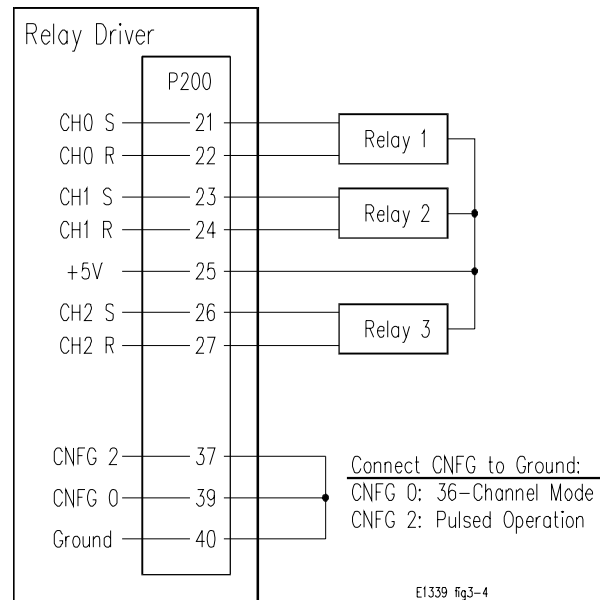 Relay Driver
P200
CH0 S 21
CH0 R 22
Relay 1
CH1 S 23
CH1 R 24
Relay 2
+5V 25
CH2 S 26
CH2 R 27
Relay 3
CNFG 2 37
CNFG 0 39
Ground 40
Connect CNFG to Ground:
CNFG 0: 36-Channel Mode
CNFG 2: Pulsed Operation
E1339 fig3-4